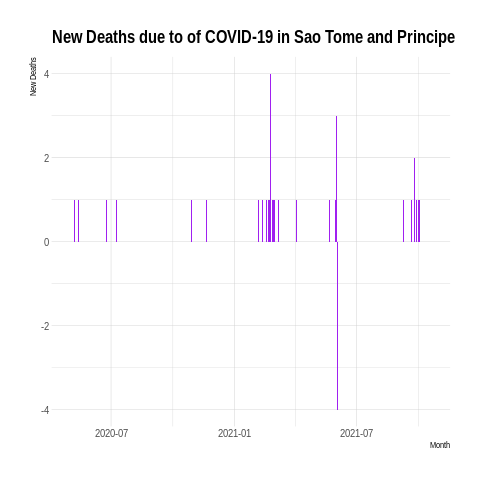 New Deaths due to of COVID-19 in Sao Tome and Principe
New Deaths
4
2
0
-2
-4
2020-07
2021-01
2021-07
Month